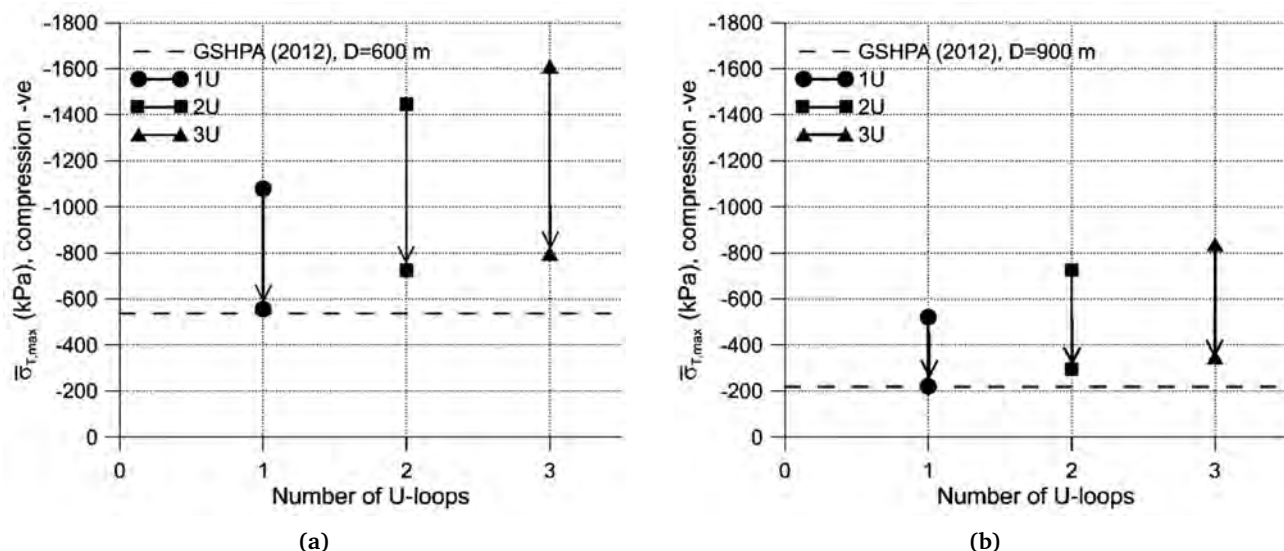 -1800
-1600
-1400
-1200
-1000
-800
-600
-400
-200
0
σ̅T,max (kPa), compression -ve
GSHPA (2012), D=600 m
1U
2U
3U
0 1 2 3
Number of U-loops
(a)
-1800
-1600
-1400
-1200
-1000
-800
-600
-400
-200
0
σ̅T,max (kPa), compression -ve
GSHPA (2012), D=900 m
1U
2U
3U
0 1 2 3
Number of U-loops
(b)